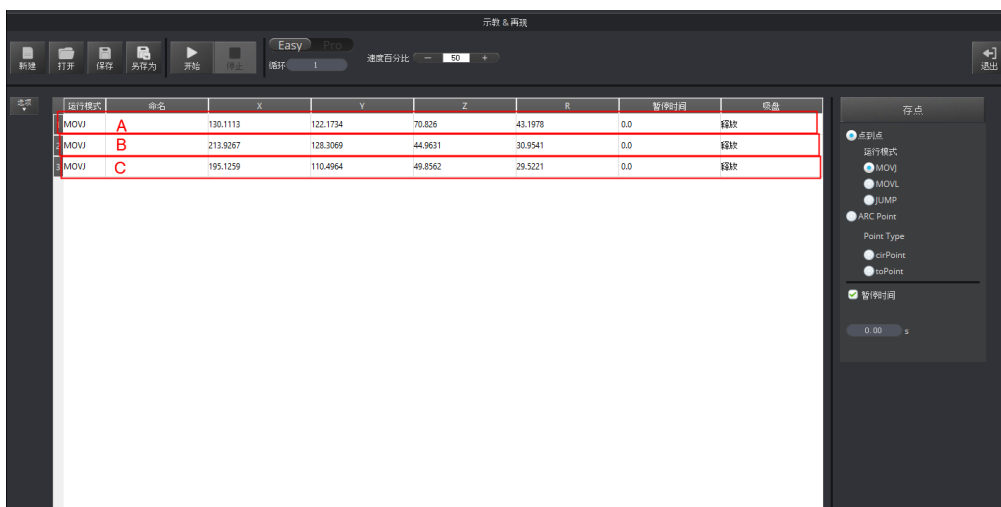 示教 & 再现
新建 打开 保存 另存为 开始 停止
Easy Pro
循环 1
速度百分比 － 50 +
退出
选项
运行模式 命名 X Y Z R 暂停时间 吸盘
1 MOVJ A 130.1113 122.1734 70.826 43.1978 0.0 释放
2 MOVJ B 213.9267 128.3069 44.9631 30.9541 0.0 释放
3 MOVJ C 195.1259 110.4964 49.8562 29.5221 0.0 释放
存点
点到点
运行模式
MOVJ
MOVL
JUMP
ARC Point
Point Type
cirPoint
toPoint
暂停时间
0.00 s